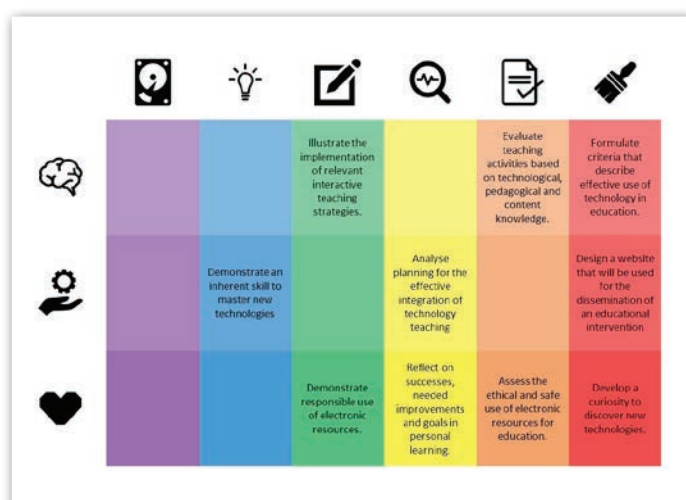 Illustrate the
implementation
of relevant
interactive
teaching
strategies.
Evaluate
teaching
activities based
on technological,
pedagogical and
content
knowledge.
Formulate
criteria that
describe
effective use of
technology in
education.
Demonstrate an
inherent skill to
master new
technologies
Analyse
planning for the
effective
integration of
technology
teaching
Design a website
that will be used
for the
dissemination of
an educational
intervention
Demonstrate
responsible use
of electronic
resources.
Reflect on
successes,
needed
improvements
and goals in
personal
learning.
Assess the
ethical and safe
use of electronic
resources for
education.
Develop a
curiosity to
discover new
technologies.